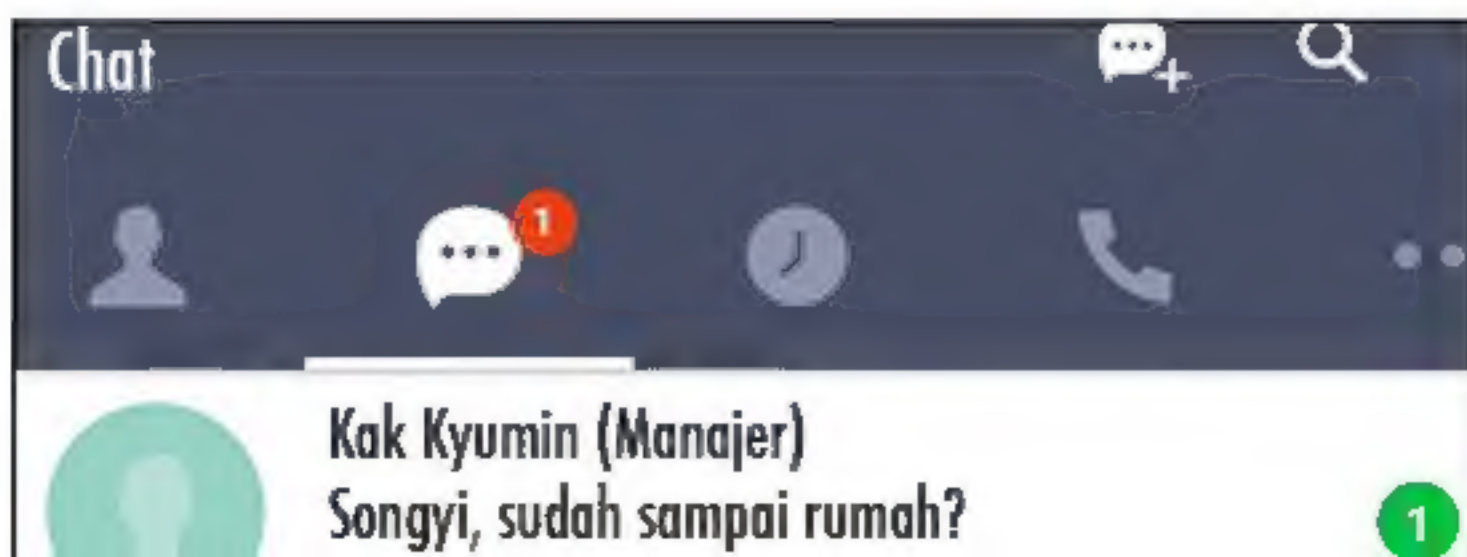 Chat
1
Kak Kyumin (Manajer)
Songyi, sudah sampai rumah?
1